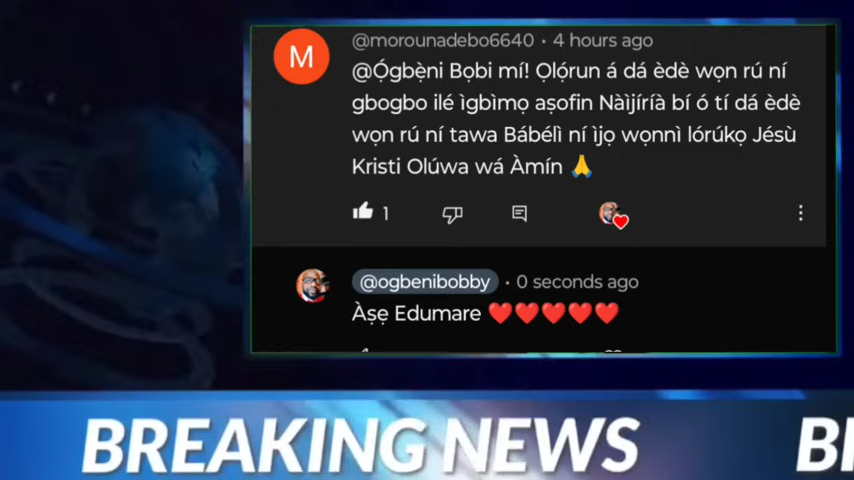 M
@morounadebo6640 · 4 hours ago
@Ọ́gbẹ̀ni Bọbi mí! Ọlọ́run á dá èdè wọn rú ní
gbogbo ilé ìgbìmọ aṣofin Nàìjíríà bí ó tí dá èdè
wọn rú ní tawa Bábélì ní ìjọ wọnnì lórúkọ Jésù
Kristi Olúwa wá Àmín 🙏
1
@ogbenibobby · 0 seconds ago
Àṣẹ Edumare ❤️❤️❤️❤️❤️
BREAKING NEWS